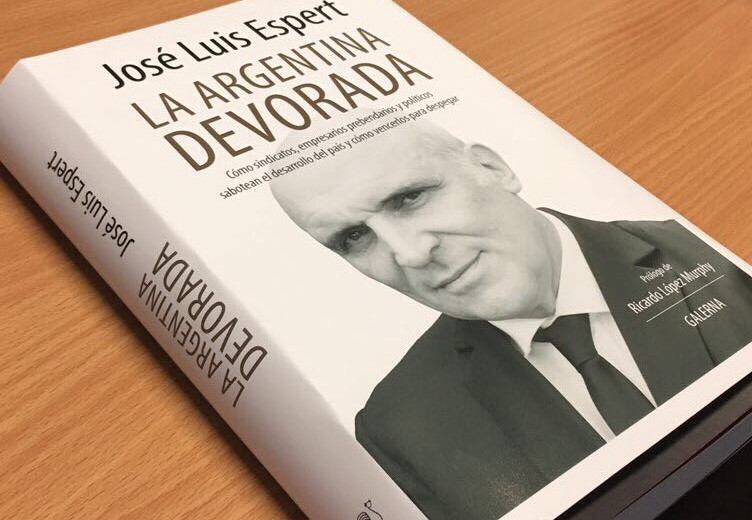 José Luis Espert
LA ARGENTINA
DEVORADA
Cómo sindicatos, empresarios prebendarios y políticos
sabotean el desarrollo del país y cómo vencerlos para despegar
Prólogo de
Ricardo López Murphy
GALERNA
José Luis Espert
LA ARGENTINA
DEVORADA